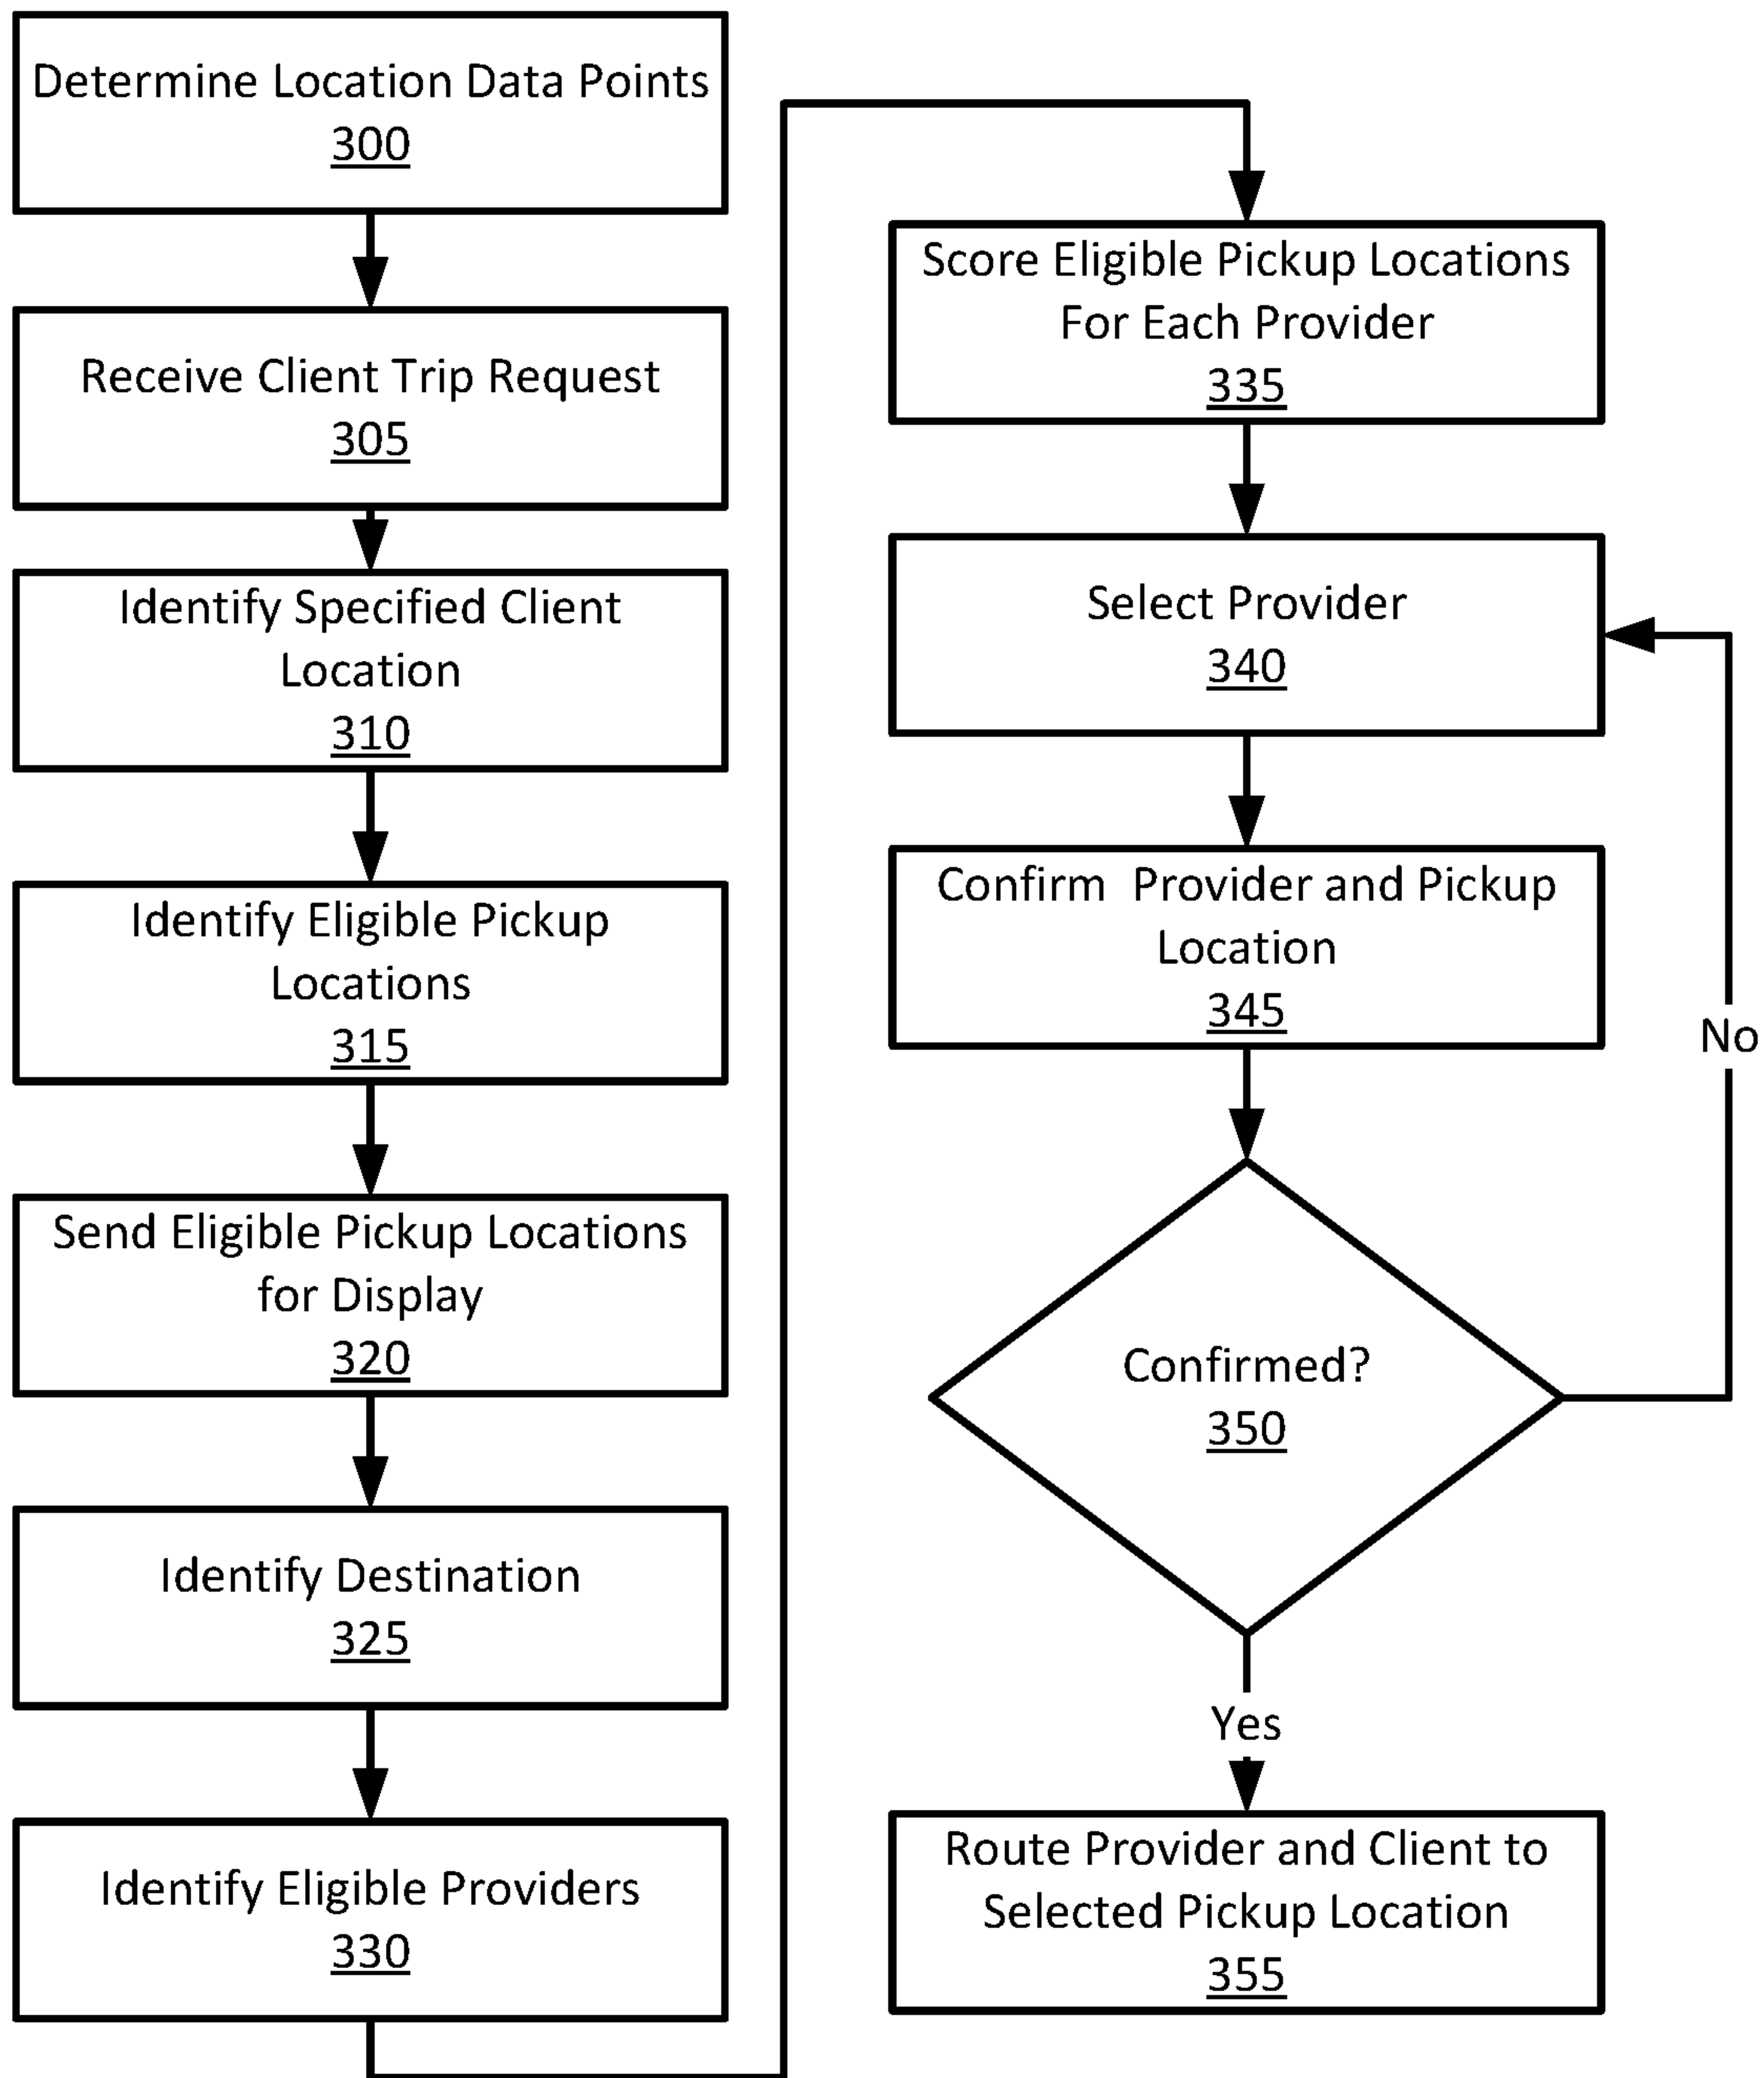 Determine Location Data Points
300
Receive Client Trip Request
305
Identify Specified Client
Location
310
Identify Eligible Pickup
Locations
315
Send Eligible Pickup Locations
for Display
320
Identify Destination
325
Identify Eligible Providers
330
Score Eligible Pickup Locations
For Each Provider
335
Select Provider
340
Confirm  Provider and Pickup
Location
345
No
Confirmed?
350
Yes
Route Provider and Client to
Selected Pickup Location
355